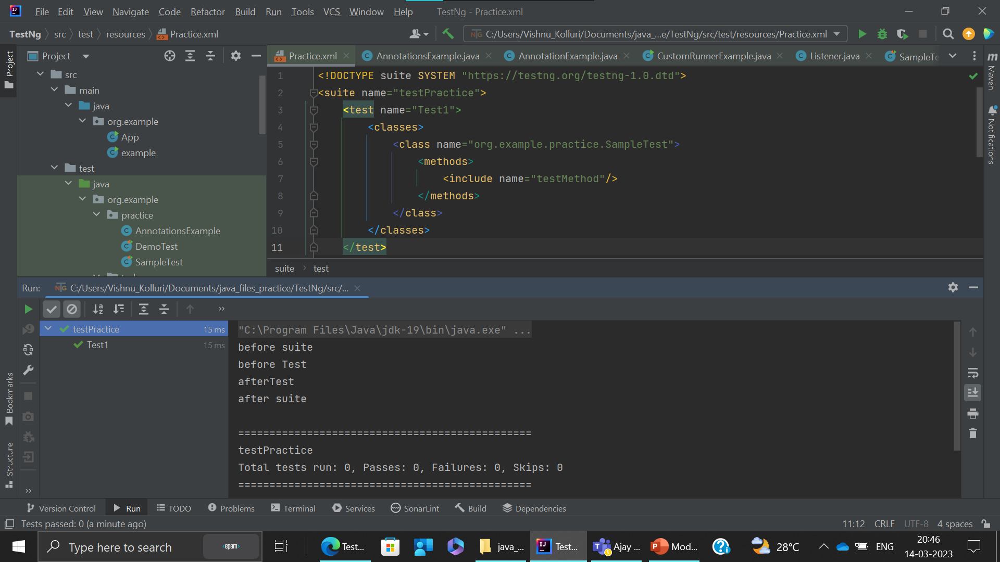 File Edit View Navigate Code Refactor Build Run Tools VCS Window Help TestNg - Practice.xml
TestNg src test resources Practice.xml
C:/Users/Vishnu_Kolluri/Documents/java_...e/TestNg/src/test/resources/Practice.xml
Project
Project
src
main
java
org.example
App
example
test
java
org.example
practice
AnnotationsExample
DemoTest
SampleTest
Practice.xml AnnotationsExample.java AnnotationExample.java CustomRunnerExample.java Listener.java SampleTe
1 <!DOCTYPE suite SYSTEM "https://testng.org/testng-1.0.dtd">
2 <suite name="testPractice">
3 <test name="Test1">
4 <classes>
5 <class name="org.example.practice.SampleTest">
6 <methods>
7 <include name="testMethod"/>
8 </methods>
9 </class>
10 </classes>
11 </test>
suite test
Maven
Notifications
Run: C:/Users/Vishnu_Kolluri/Documents/java_files_practice/TestNg/src/...
testPractice 15 ms
Test1 15 ms
"C:\Program Files\Java\jdk-19\bin\java.exe" ...
before suite
before Test
afterTest
after suite
===============================================
testPractice
Total tests run: 0, Passes: 0, Failures: 0, Skips: 0
===============================================
Bookmarks
Structure
Version Control Run TODO Problems Terminal Services SonarLint Build Dependencies
Tests passed: 0 (a minute ago) 11:12 CRLF UTF-8 4 spaces
Type here to search <epam> Test... java_... Test... Ajay ... Mod... 28°C ENG 20:46
14-03-2023